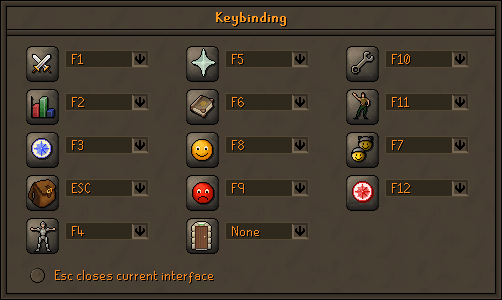 Keybinding
F1 F5 F10
F2 F6 F11
F3 F8 F7
ESC F9 F12
F4 None
Esc closes current interface